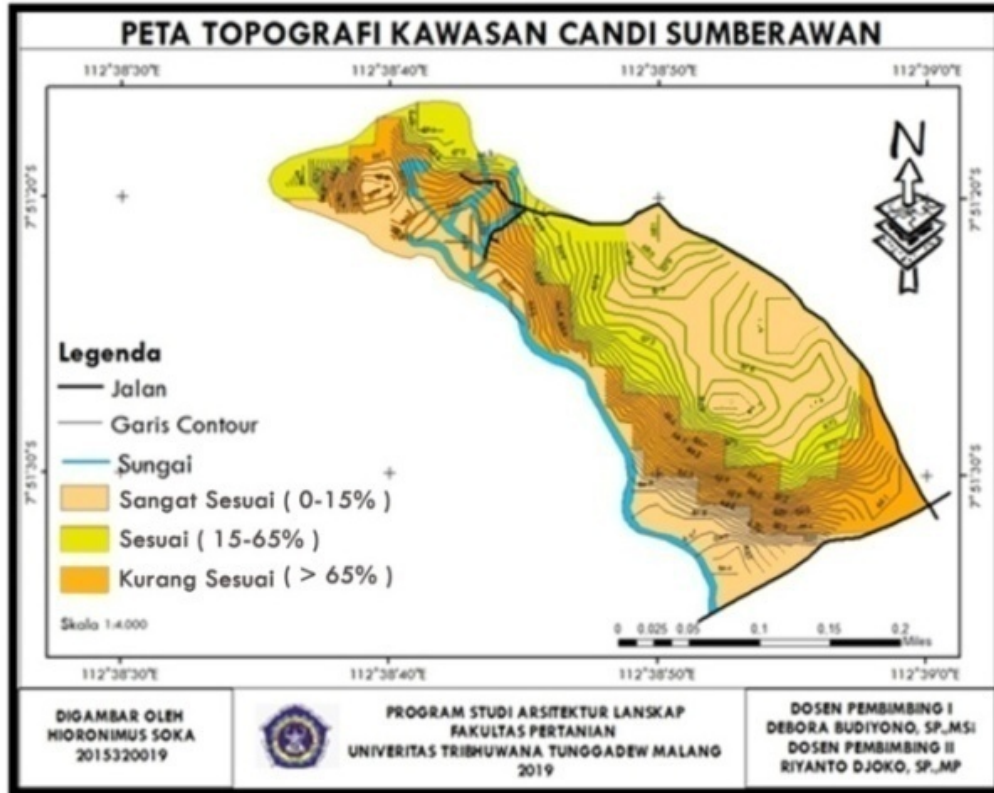 PETA TOPOGRAFI KAWASAN CANDI SUMBERAWAN
112°38'30"E 112°38'40"E 112°38'50"E 112°39'0"E
7°51'20"S 7°51'20"S
N
7°51'30"S 7°51'30"S
Legenda
Jalan
Garis Contour
Sungai
Sangat Sesuai ( 0-15% )
Sesuai ( 15-65% )
Kurang Sesuai ( > 65% )
Skala 1:4.000
0 0.025 0.05 0.1 0.15 0.2
Miles
112°38'30"E 112°38'40"E 112°38'50"E 112°39'0"E
DIGAMBAR OLEH
HIORONIMUS SOKA
2015320019
PROGRAM STUDI ARSITEKTUR LANSKAP
FAKULTAS PERTANIAN
UNIVERITAS TRIBHUWANA TUNGGADEW MALANG
2019
DOSEN PEMBIMBING I
DEBORA BUDIYONO, SP.,MSi
DOSEN PEMBIMBING II
RIYANTO DJOKO, SP.,MP